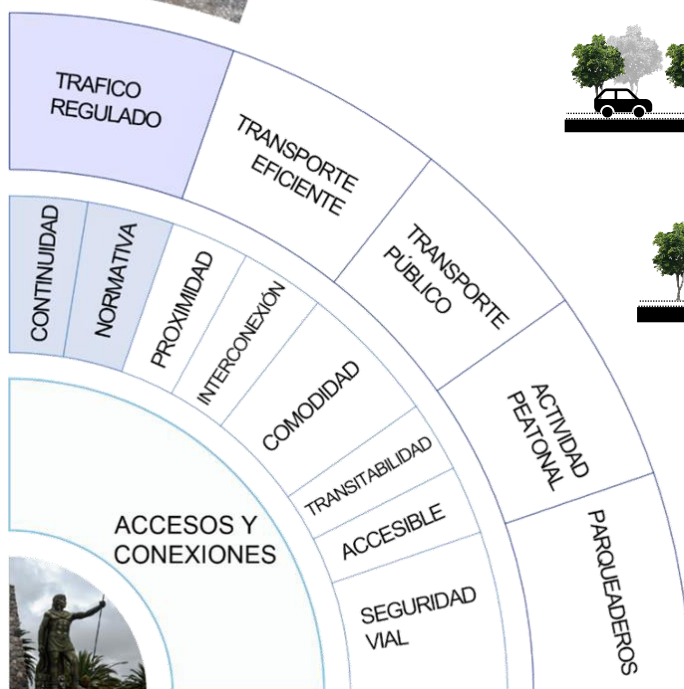 TRAFICO
REGULADO
TRANSPORTE
EFICIENTE
TRANSPORTE
PÚBLICO
ACTIVIDAD
PEATONAL
PARQUEADEROS
CONTINUIDAD
NORMATIVA
PROXIMIDAD
INTERCONEXIÓN
COMODIDAD
TRANSITABILIDAD
ACCESIBLE
SEGURIDAD
VIAL
ACCESOS Y
CONEXIONES